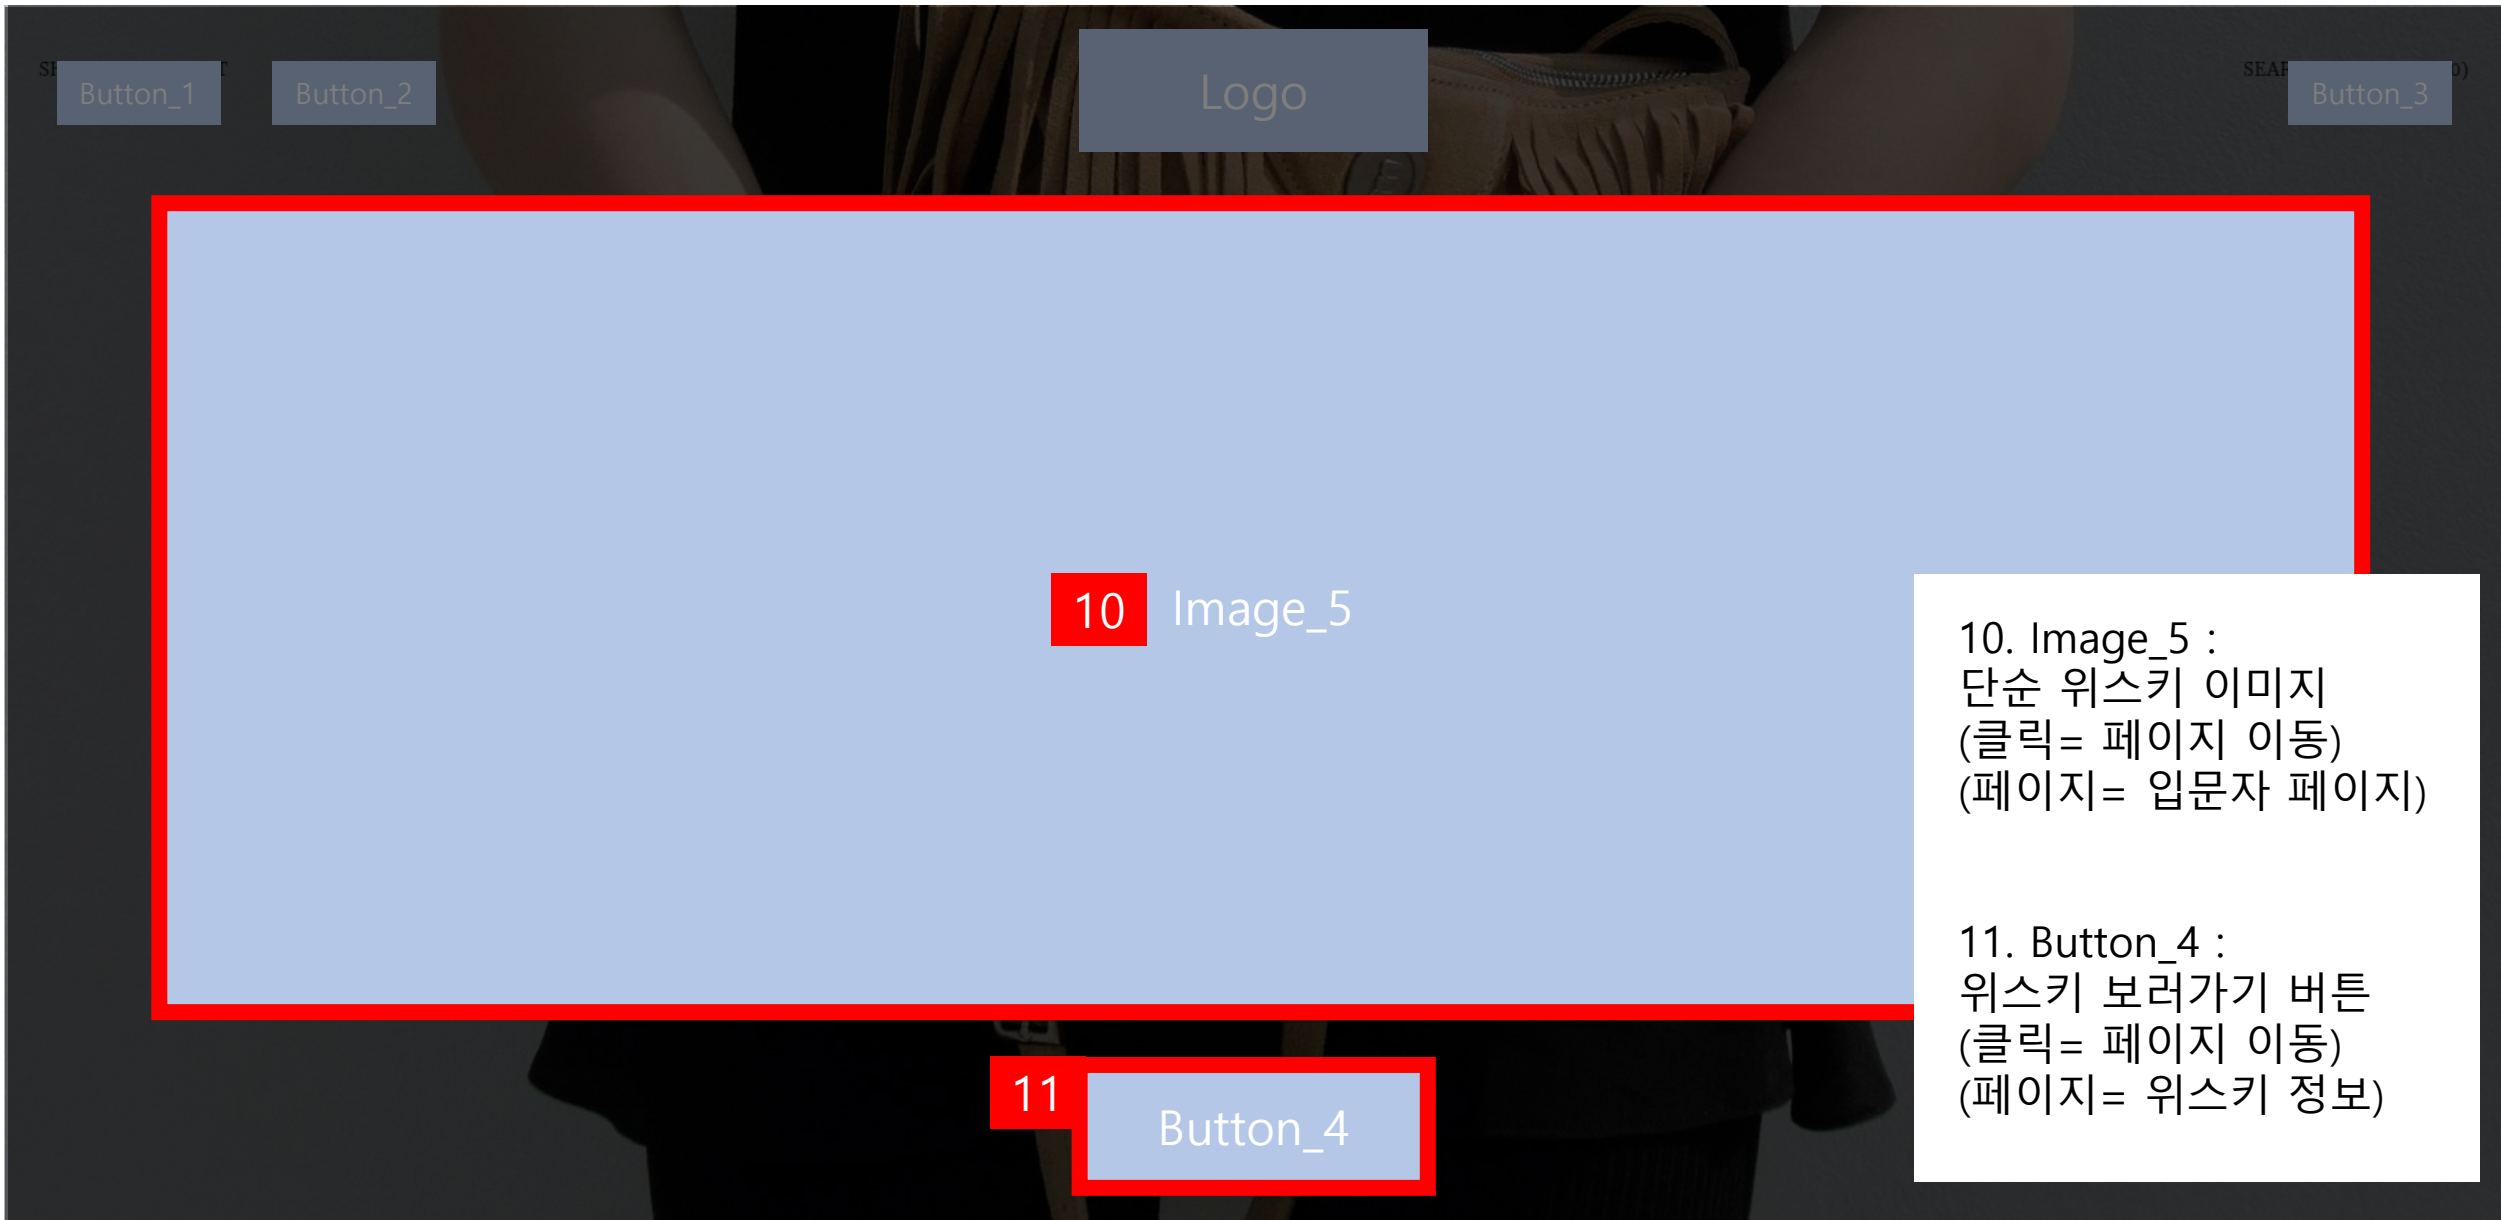 Button_1
Button_2
Logo
Button_3
10
Image_5
10. Image_5 :
단순 위스키 이미지
(클릭= 페이지 이동)
(페이지= 입문자 페이지)
11. Button_4 :
위스키 보러가기 버튼
(클릭= 페이지 이동)
(페이지= 위스키 정보)
11
Button_4